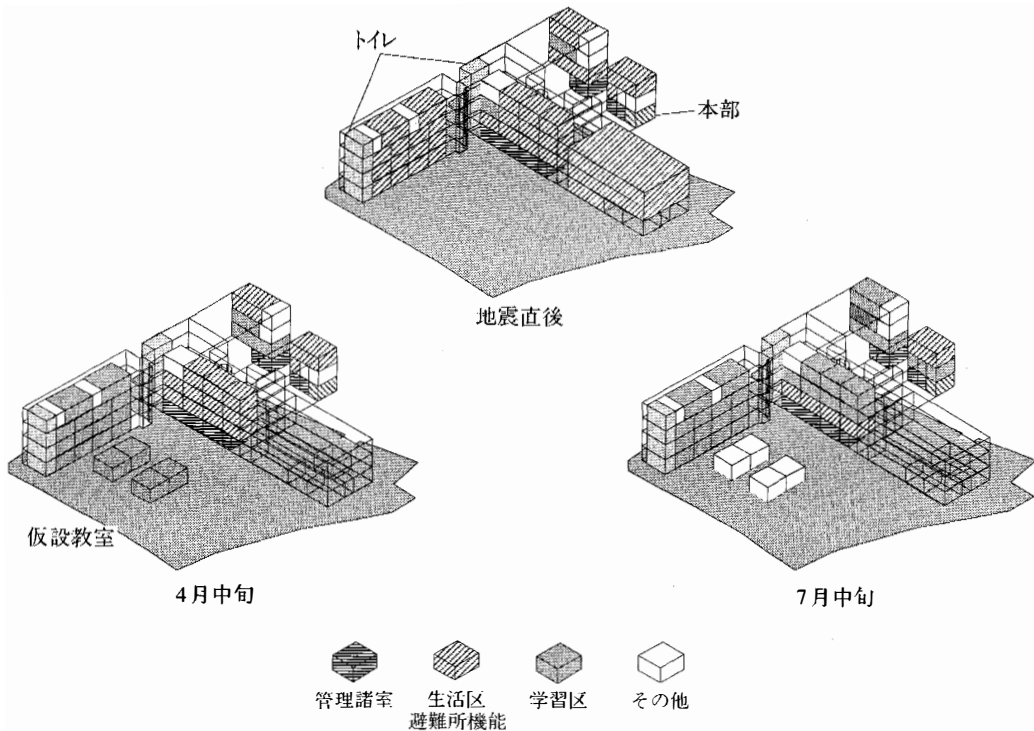 トイレ
本部
地震直後
仮設教室
4月中旬
7月中旬
管理諸室
生活区
避難所機能
学習区
その他